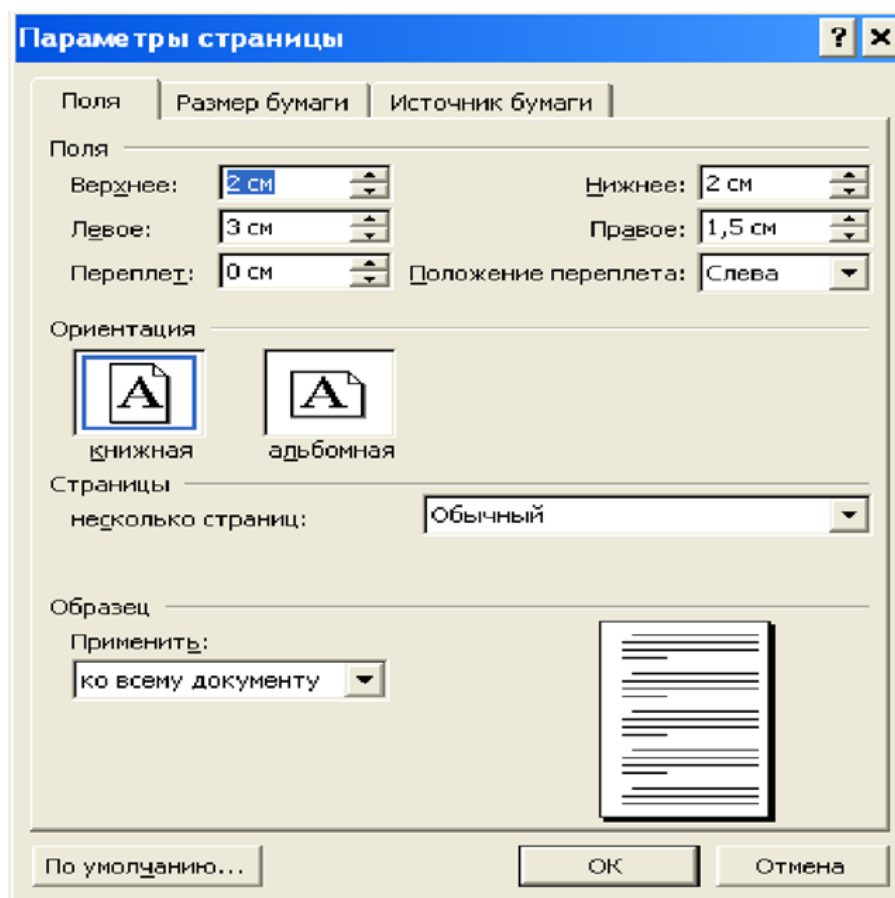 Параметры страницы
Поля Размер бумаги Источник бумаги
Поля
Верхнее: 2 см Нижнее: 2 см
Левое: 3 см Правое: 1,5 см
Переплет: 0 см Положение переплета: Слева
Ориентация
A A
книжная альбомная
Страницы
несколько страниц: Обычный
Образец
Применить:
ко всему документу
По умолчанию... ОК Отмена